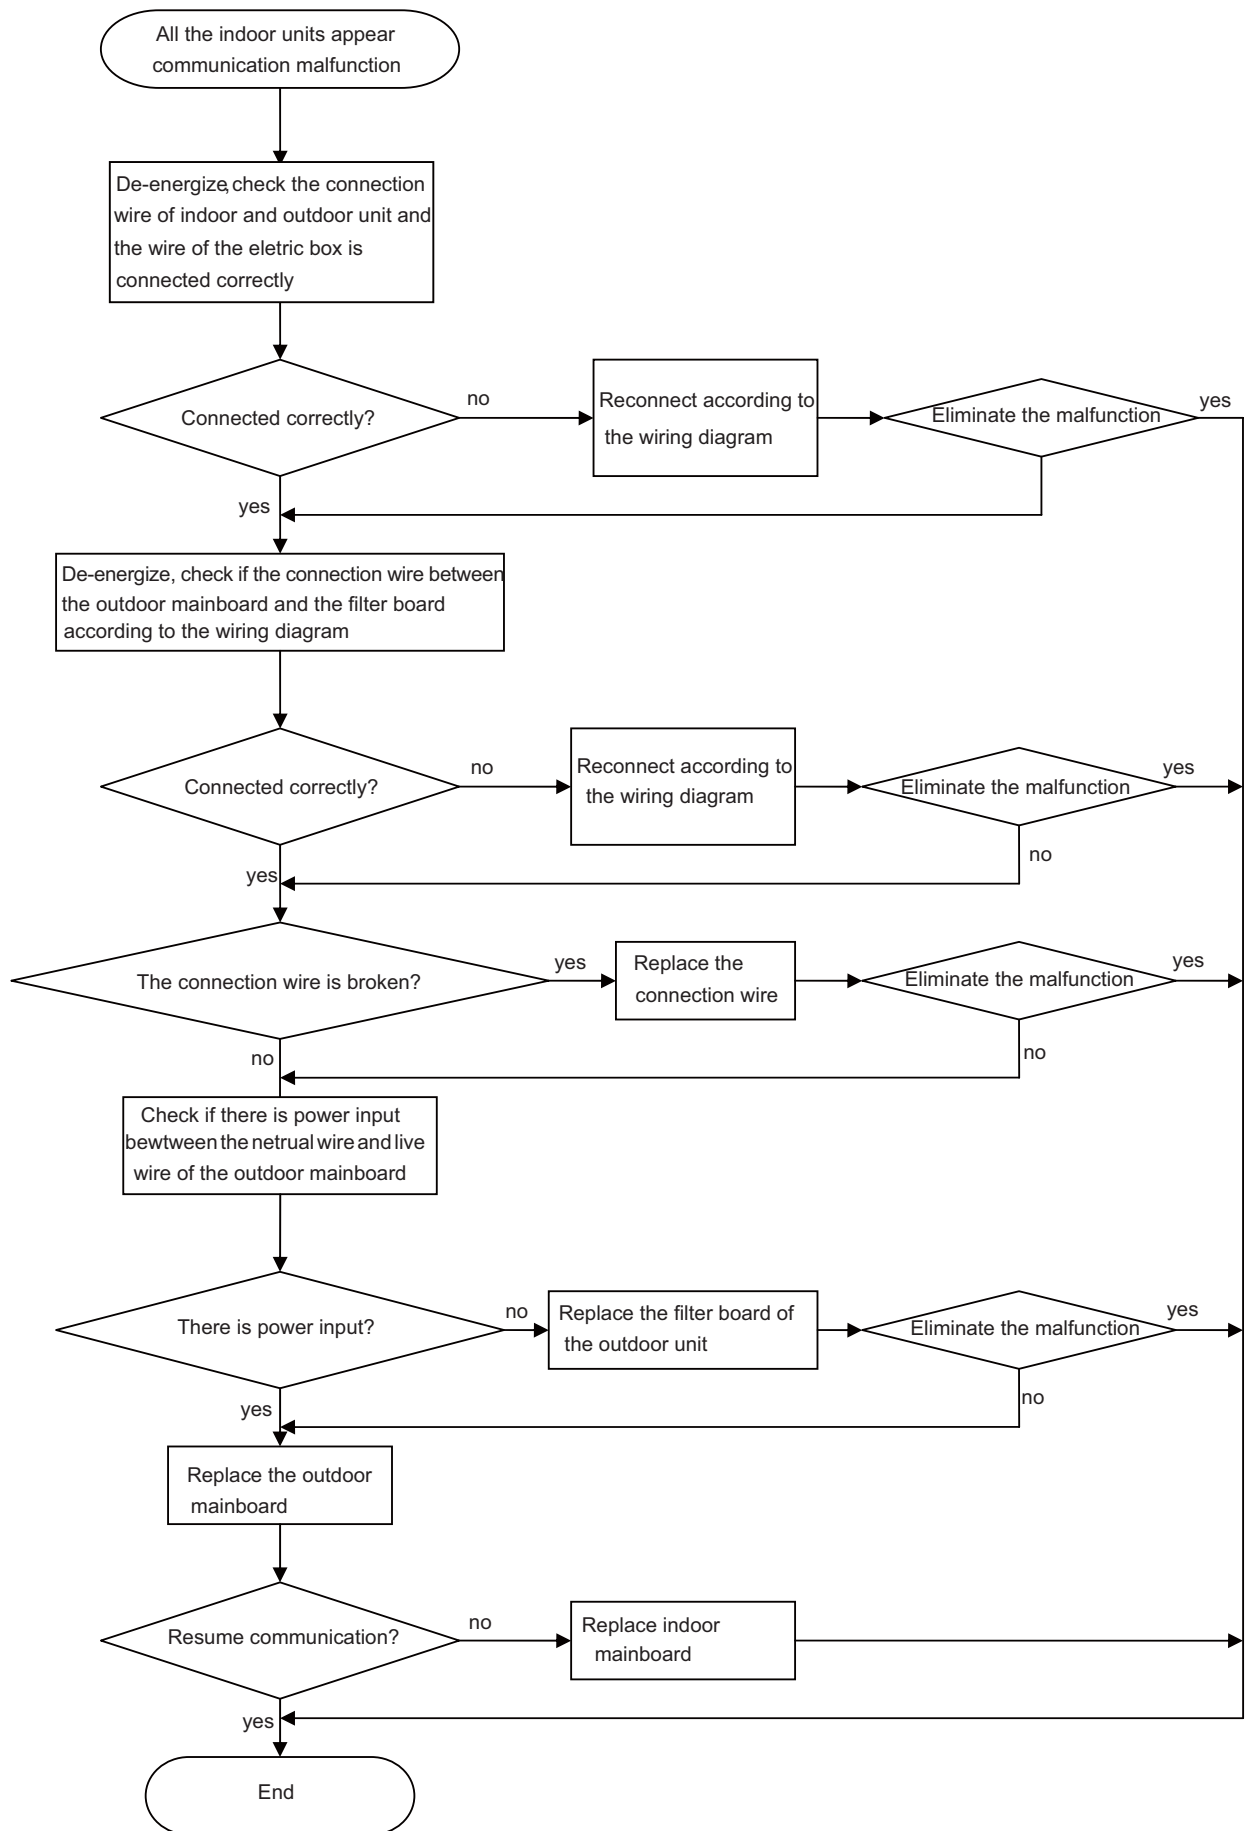 All the indoor units appear
communication malfunction
De-energize, check the connection
wire of indoor and outdoor unit and
the wire of the eletric box is
connected correctly
Connected correctly?
no
Reconnect according to
the wiring diagram
Eliminate the malfunction
yes
yes
De-energize, check if the connection wire between
the outdoor mainboard and the filter board
according to the wiring diagram
Connected correctly?
no
Reconnect according to
the wiring diagram
Eliminate the malfunction
yes
no
yes
The connection wire is broken?
yes
Replace the
connection wire
Eliminate the malfunction
yes
no
no
Check if there is power input
bewtween the netrual wire and live
wire of the outdoor mainboard
There is power input?
no
Replace the filter board of
the outdoor unit
Eliminate the malfunction
yes
no
yes
Replace the outdoor
mainboard
Resume communication?
no
Replace indoor
mainboard
yes
End